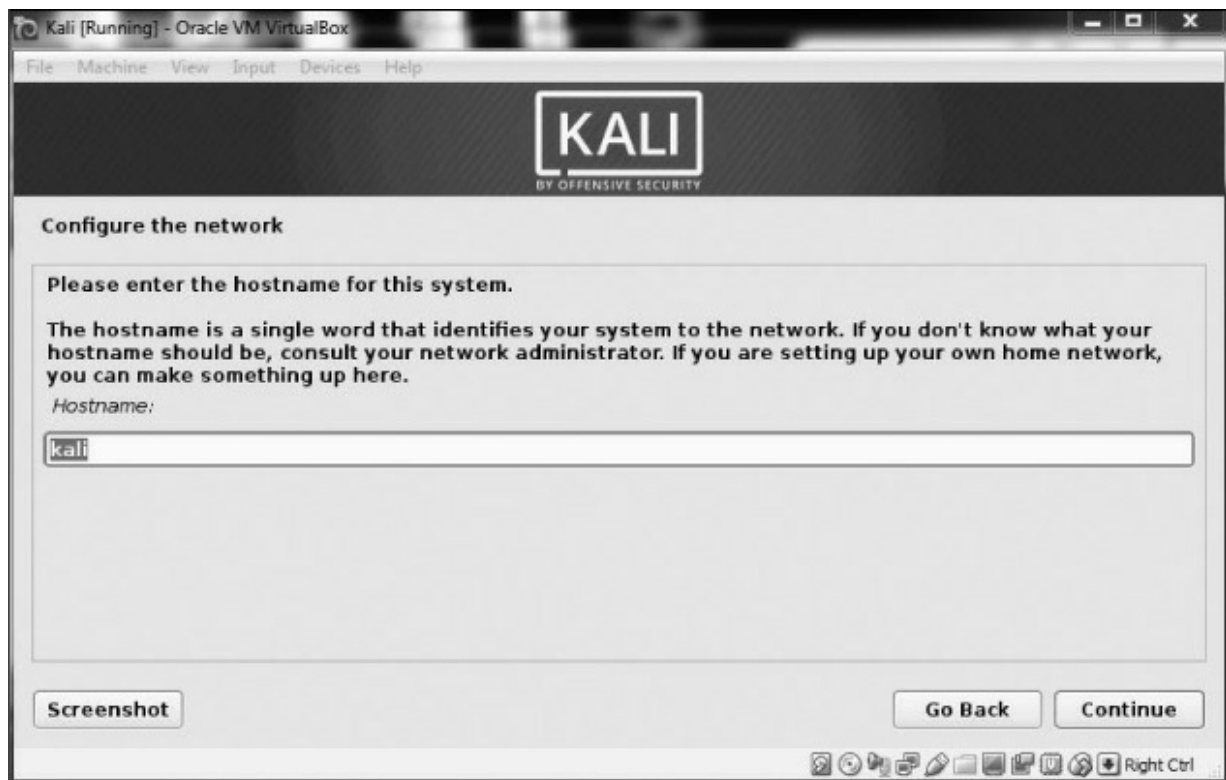 Kali [Running] - Oracle VM VirtualBox
File Machine View Input Devices Help
KALI
BY OFFENSIVE SECURITY
Configure the network
Please enter the hostname for this system.
The hostname is a single word that identifies your system to the network. If you don't know what your
hostname should be, consult your network administrator. If you are setting up your own home network,
you can make something up here.
Hostname:
kali
Screenshot
Go Back
Continue
Right Ctrl